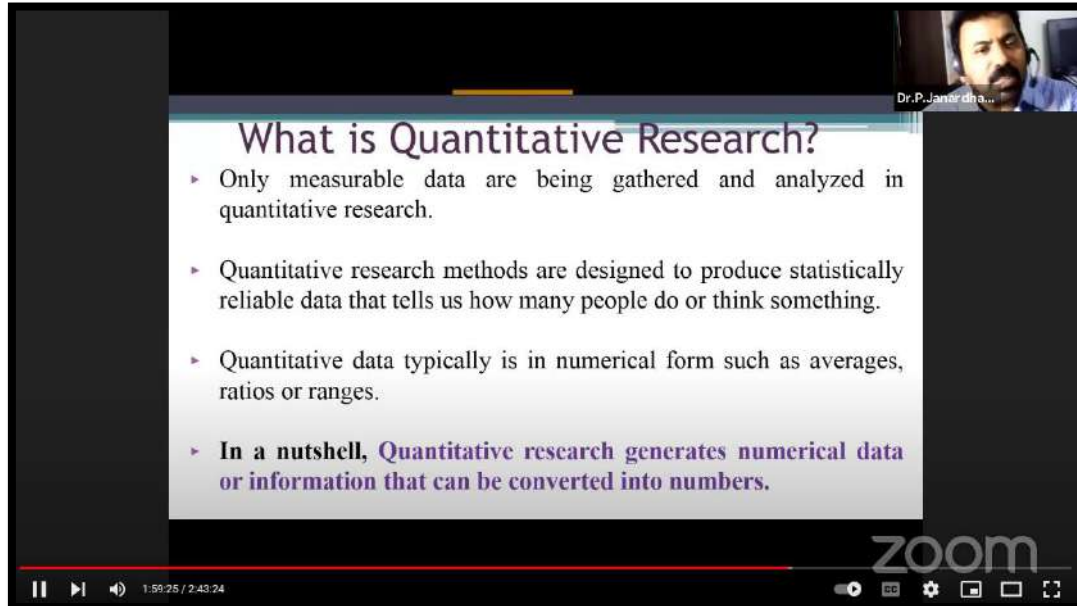 Dr.P.Janardha...
What is Quantitative Research?
▸ Only measurable data are being gathered and analyzed in
quantitative research.
▸ Quantitative research methods are designed to produce statistically
reliable data that tells us how many people do or think something.
▸ Quantitative data typically is in numerical form such as averages,
ratios or ranges.
▸ In a nutshell, Quantitative research generates numerical data
or information that can be converted into numbers.
zoom
1:59:25 / 2:43:24
CC